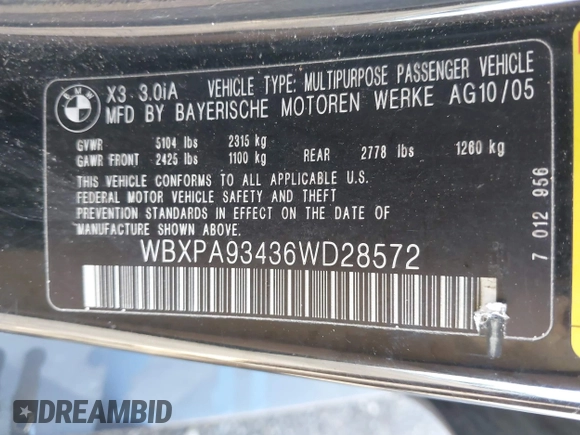 BMW
X3 3.0iA VEHICLE TYPE: MULTIPURPOSE PASSENGER VEHICLE
MFD BY BAYERISCHE MOTOREN WERKE AG10/05
GVWR 5104 lbs 2315 kg
GAWR FRONT 2425 lbs 1100 kg REAR 2778 lbs 1260 kg
THIS VEHICLE CONFORMS TO ALL APPLICABLE U.S.
FEDERAL MOTOR VEHICLE SAFETY AND THEFT
PREVENTION STANDARDS IN EFFECT ON THE DATE OF
MANUFACTURE SHOWN ABOVE.
WBXPA93436WD28572
7 012 956
DREAMBID